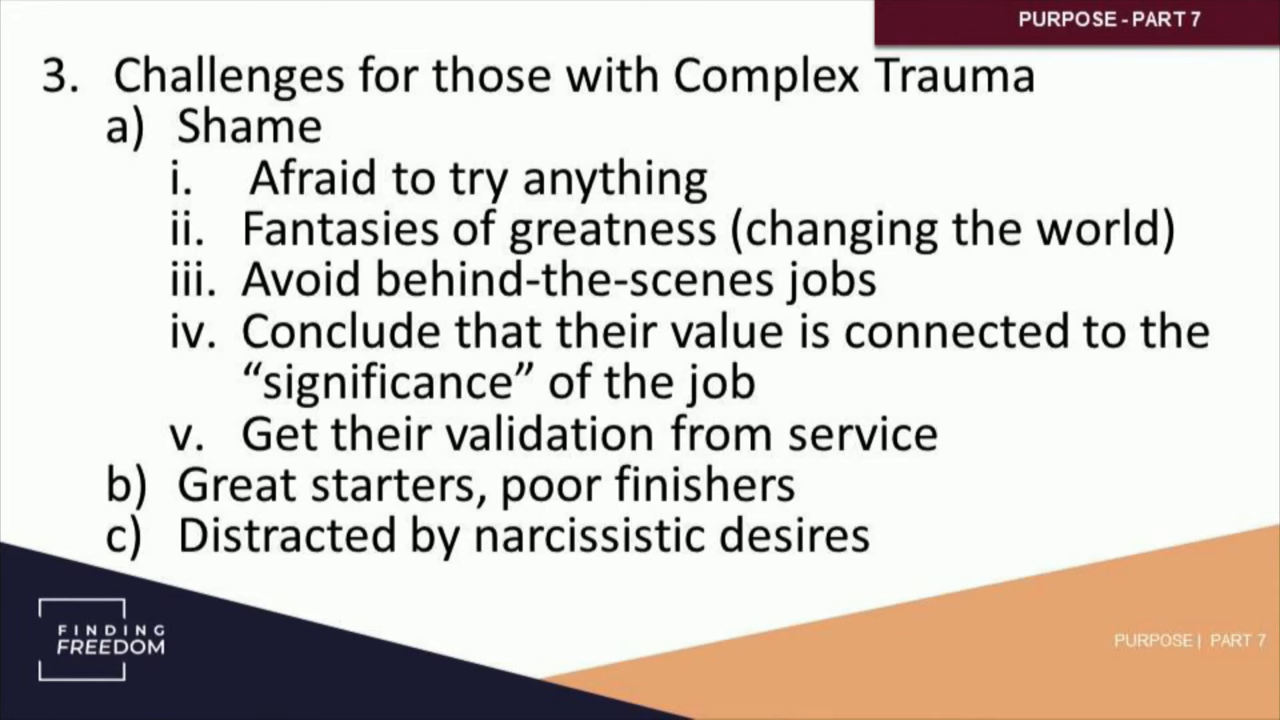 PURPOSE - PART 7
3. Challenges for those with Complex Trauma
a) Shame
i. Afraid to try anything
ii. Fantasies of greatness (changing the world)
iii. Avoid behind-the-scenes jobs
iv. Conclude that their value is connected to the
“significance” of the job
v. Get their validation from service
b) Great starters, poor finishers
c) Distracted by narcissistic desires
FINDING
FREEDOM
PURPOSE | PART 7